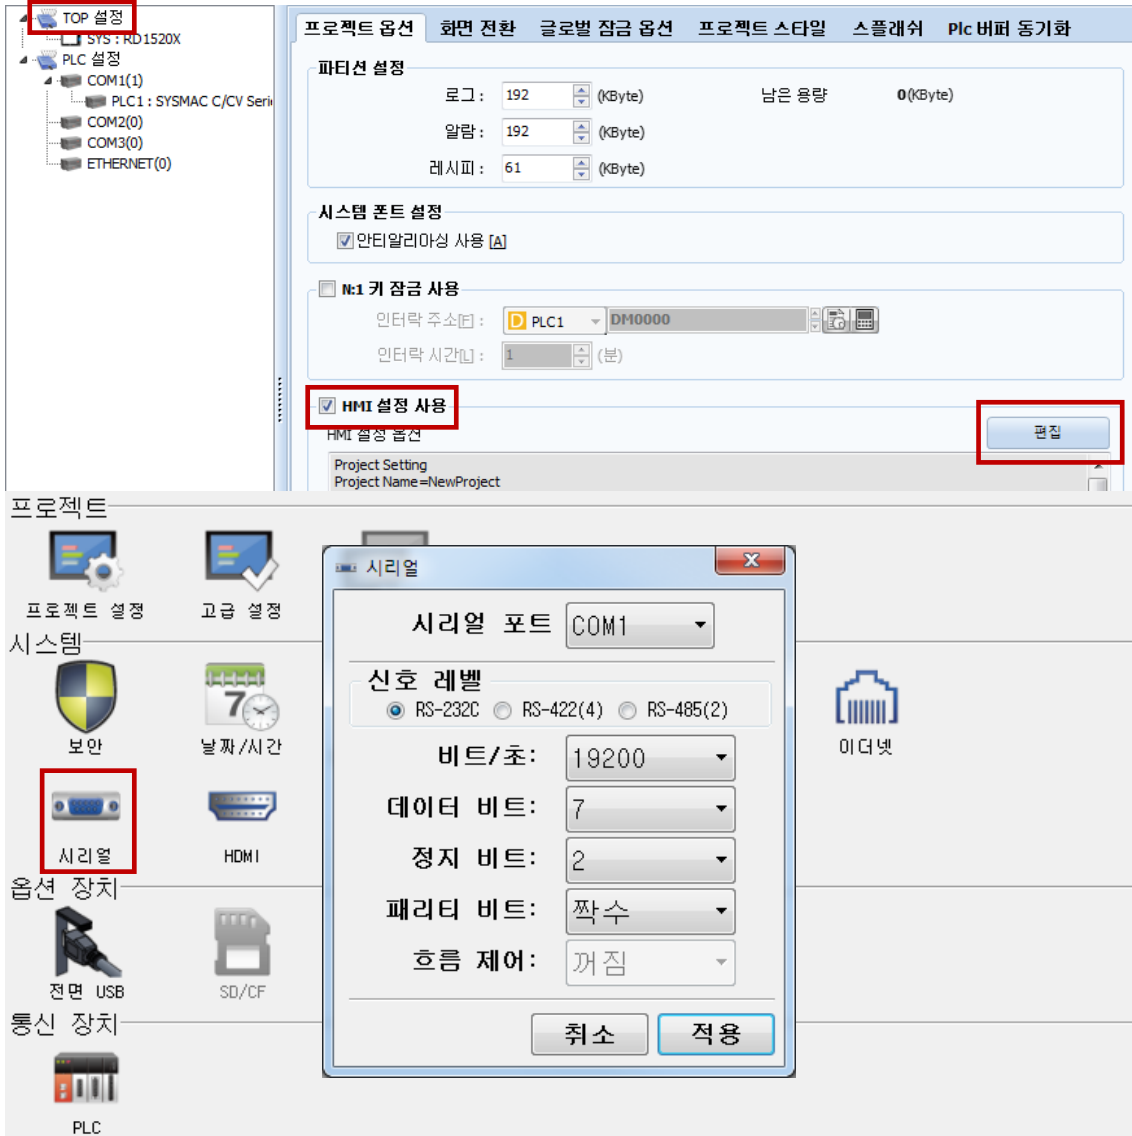 TOP 설정
SYS : RD1520X
PLC 설정
COM1(1)
PLC1 : SYSMAC C/CV Seri
COM2(0)
COM3(0)
ETHERNET(0)
프로젝트 옵션 화면 전환 글로벌 잠금 옵션 프로젝트 스타일 스플래쉬 Plc 버퍼 동기화
파티션 설정
로그 : 192 (KByte) 남은 용량 0(KByte)
알람 : 192 (KByte)
레시피 : 61 (KByte)
시스템 폰트 설정
안티알리아싱 사용 [A]
N:1 키 잠금 사용
인터락 주소[F] : D PLC1 DM0000
인터락 시간[L] : 1 (분)
HMI 설정 사용
HMI 설정 옵션
편집
Project Setting
Project Name=NewProject
프로젝트
프로젝트 설정
고급 설정
시스템
보안
날짜/시간
이더넷
시리얼
HDMI
옵션 장치
전면 USB
SD/CF
통신 장치
PLC
시리얼
시리얼 포트 COM1
신호 레벨
RS-232C RS-422(4) RS-485(2)
비트/초: 19200
데이터 비트: 7
정지 비트: 2
패리티 비트: 짝수
흐름 제어: 꺼짐
취소 적용